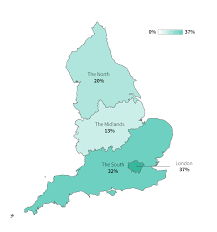 0% 37%
The North
20%
The Midlands
13%
London
37%
The South
32%